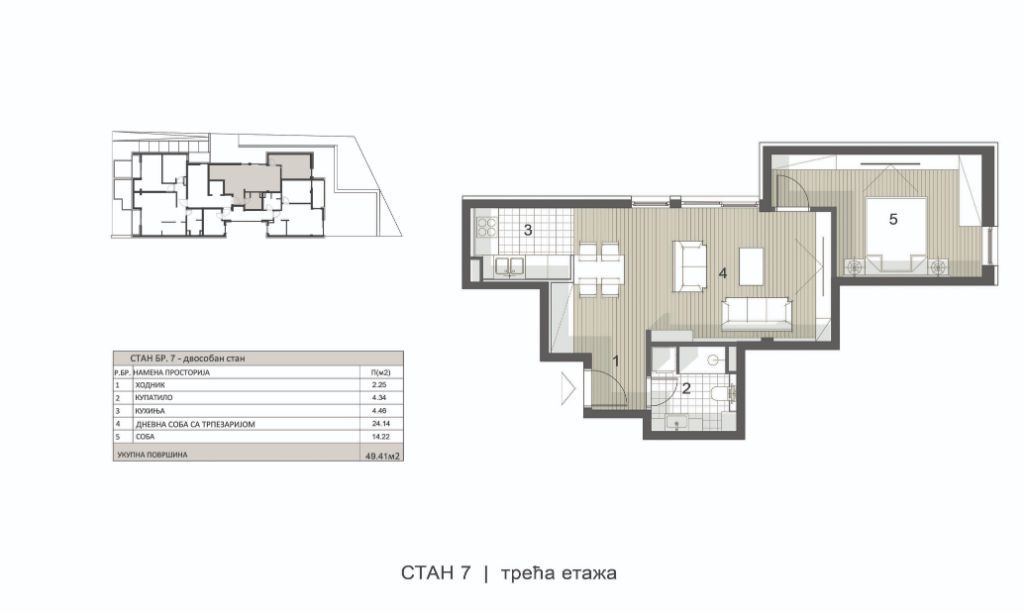 3
5
4
1
2
СТАН БР. 7 - двособан стан
Р.БР. НАМЕНА ПРОСТОРИЈА П(м2)
1 ХОДНИК 2.25
2 КУПАТИЛО 4.34
3 КУХИЊА 4.46
4 ДНЕВНА СОБА СА ТРПЕЗАРИЈОМ 24.14
5 СОБА 14.22
УКУПНА ПОВРШИНА 49.41м2
СТАН 7 | трећа етажа